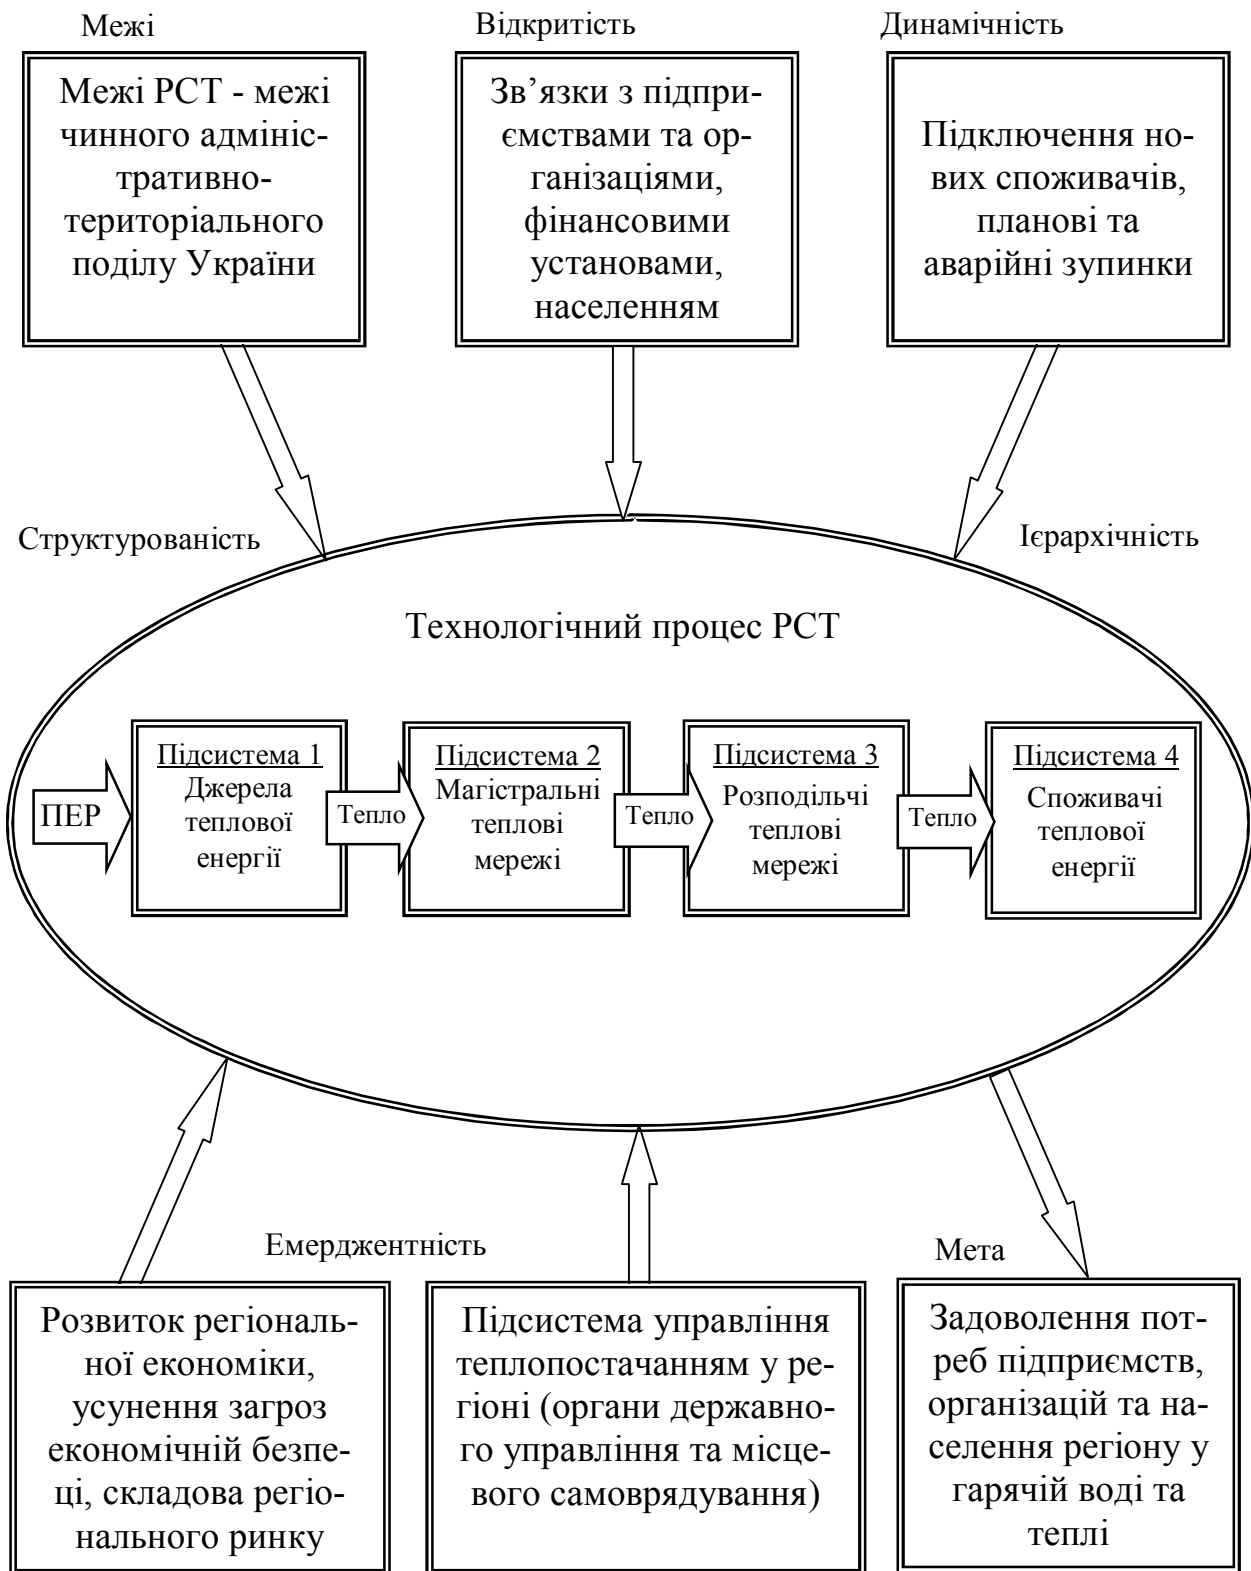 Межі
Відкритість
Динамічність
Межі РСТ - межі
чинного адмініс-
тративно-
територіального
поділу України
Зв’язки з підпри-
ємствами та ор-
ганізаціями,
фінансовими
установами,
населенням
Підключення но-
вих споживачів,
планові та
аварійні зупинки
Структурованість
Ієрархічність
Технологічний процес РСТ
ПЕР
Підсистема 1
Джерела
теплової
енергії
Тепло
Підсистема 2
Магістральні
теплові
мережі
Тепло
Підсистема 3
Розподільчі
теплові
мережі
Тепло
Підсистема 4
Споживачі
теплової
енергії
Емерджентність
Мета
Розвиток регіональ-
ної економіки,
усунення загроз
економічній безпе-
ці, складова регіо-
нального ринку
Підсистема управління
теплопостачанням у ре-
гіоні (органи державно-
го управління та місце-
вого самоврядування)
Задоволення пот-
реб підприємств,
організацій та на-
селення регіону у
гарячій воді та
теплі